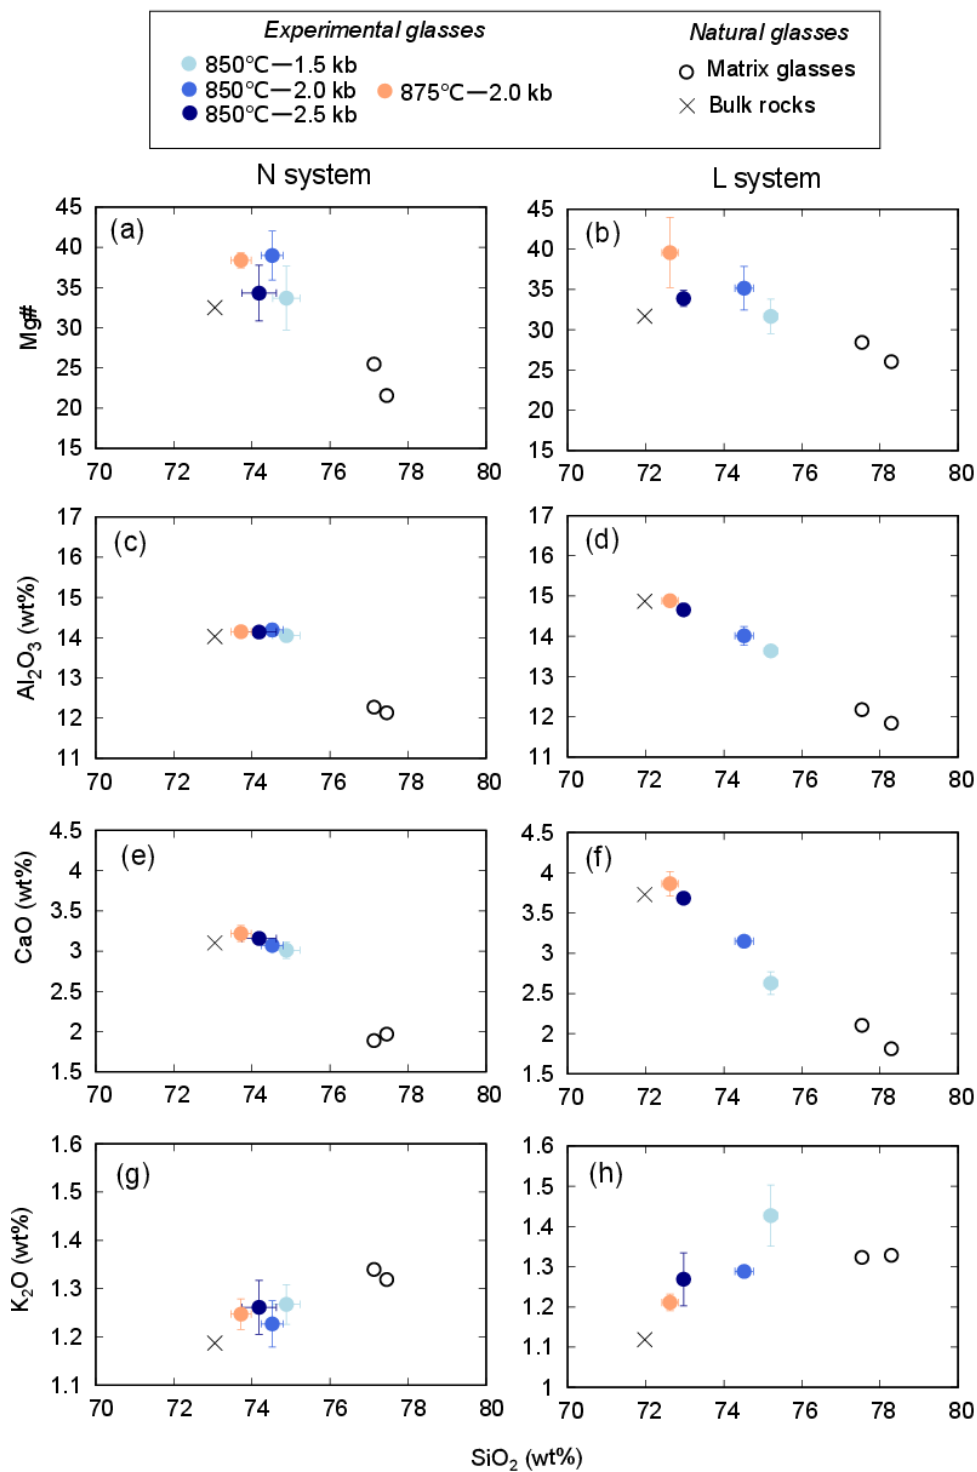 Experimental glasses
Natural glasses
850℃—1.5 kb
850℃—2.0 kb
875℃—2.0 kb
850℃—2.5 kb
Matrix glasses
Bulk rocks
N system
L system
(a)
45
40
35
30
25
20
15
Mg#
70 72 74 76 78 80
(b)
45
40
35
30
25
20
15
70 72 74 76 78 80
(c)
17
16
15
14
13
12
11
Al₂O₃ (wt%)
70 72 74 76 78 80
(d)
17
16
15
14
13
12
11
70 72 74 76 78 80
(e)
4.5
4
3.5
3
2.5
2
1.5
CaO (wt%)
70 72 74 76 78 80
(f)
4.5
4
3.5
3
2.5
2
1.5
70 72 74 76 78 80
(g)
1.6
1.5
1.4
1.3
1.2
1.1
K₂O (wt%)
70 72 74 76 78 80
(h)
1.6
1.5
1.4
1.3
1.2
1.1
1
70 72 74 76 78 80
SiO₂ (wt%)